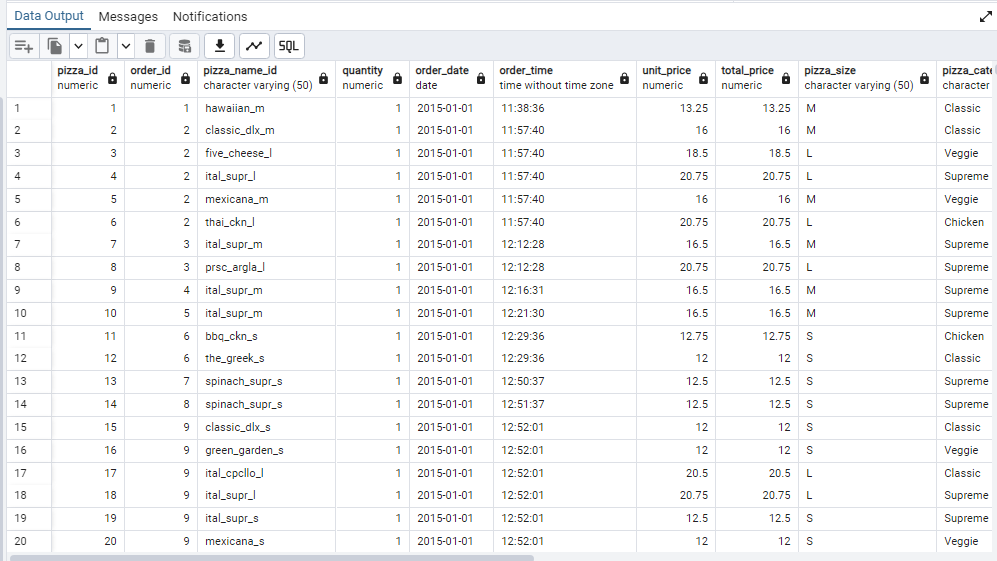 Data Output Messages Notifications
SQL
pizza_id order_id pizza_name_id quantity order_date order_time unit_price total_price pizza_size pizza_cate
numeric numeric character varying (50) numeric date time without time zone numeric numeric character varying (50) character
1 1 1 hawaiian_m 1 2015-01-01 11:38:36 13.25 13.25 M Classic
2 2 2 classic_dlx_m 1 2015-01-01 11:57:40 16 16 M Classic
3 3 2 five_cheese_l 1 2015-01-01 11:57:40 18.5 18.5 L Veggie
4 4 2 ital_supr_l 1 2015-01-01 11:57:40 20.75 20.75 L Supreme
5 5 2 mexicana_m 1 2015-01-01 11:57:40 16 16 M Veggie
6 6 2 thai_ckn_l 1 2015-01-01 11:57:40 20.75 20.75 L Chicken
7 7 3 ital_supr_m 1 2015-01-01 12:12:28 16.5 16.5 M Supreme
8 8 3 prsc_argla_l 1 2015-01-01 12:12:28 20.75 20.75 L Supreme
9 9 4 ital_supr_m 1 2015-01-01 12:16:31 16.5 16.5 M Supreme
10 10 5 ital_supr_m 1 2015-01-01 12:21:30 16.5 16.5 M Supreme
11 11 6 bbq_ckn_s 1 2015-01-01 12:29:36 12.75 12.75 S Chicken
12 12 6 the_greek_s 1 2015-01-01 12:29:36 12 12 S Classic
13 13 7 spinach_supr_s 1 2015-01-01 12:50:37 12.5 12.5 S Supreme
14 14 8 spinach_supr_s 1 2015-01-01 12:51:37 12.5 12.5 S Supreme
15 15 9 classic_dlx_s 1 2015-01-01 12:52:01 12 12 S Classic
16 16 9 green_garden_s 1 2015-01-01 12:52:01 12 12 S Veggie
17 17 9 ital_cpcllo_l 1 2015-01-01 12:52:01 20.5 20.5 L Classic
18 18 9 ital_supr_l 1 2015-01-01 12:52:01 20.75 20.75 L Supreme
19 19 9 ital_supr_s 1 2015-01-01 12:52:01 12.5 12.5 S Supreme
20 20 9 mexicana_s 1 2015-01-01 12:52:01 12 12 S Veggie